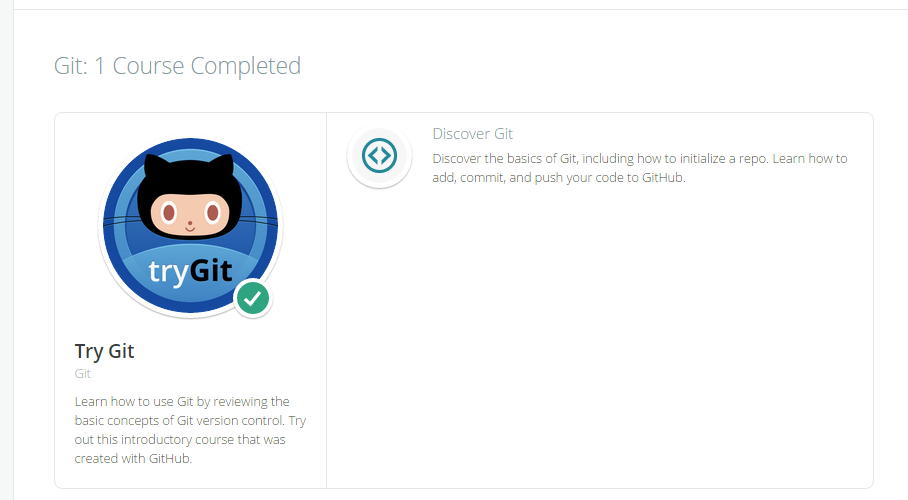 Git: 1 Course Completed
tryGit
Try Git
Git
Learn how to use Git by reviewing the
basic concepts of Git version control. Try
out this introductory course that was
created with GitHub.
Discover Git
Discover the basics of Git, including how to initialize a repo. Learn how to
add, commit, and push your code to GitHub.